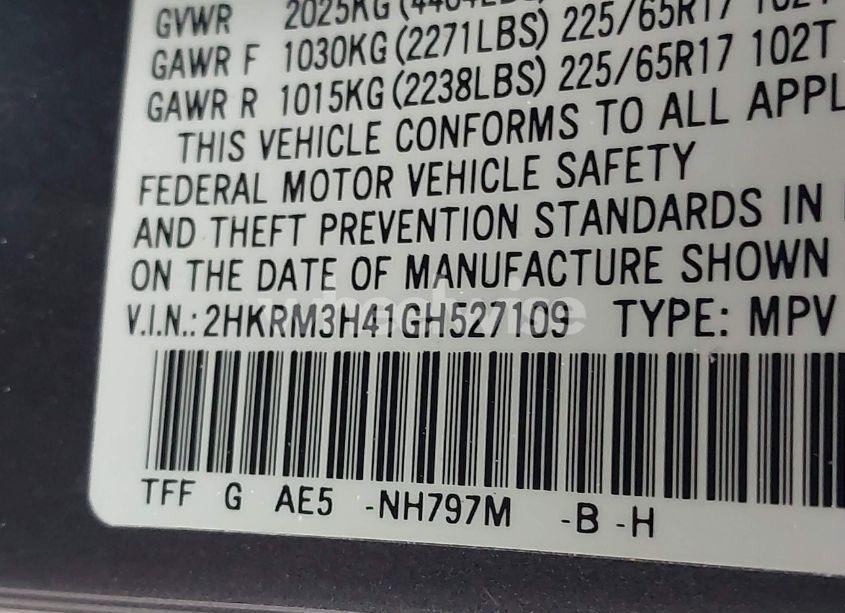 GVWR 2025KG (4464LBS)
GAWR F 1030KG (2271LBS) 225/65R17 102T
GAWR R 1015KG (2238LBS) 225/65R17 102T
THIS VEHICLE CONFORMS TO ALL APPL
FEDERAL MOTOR VEHICLE SAFETY
AND THEFT PREVENTION STANDARDS IN
ON THE DATE OF MANUFACTURE SHOWN
V.I.N.: 2HKRM3H41GH527109 TYPE: MPV
TFF G AE5 -NH797M -B -H